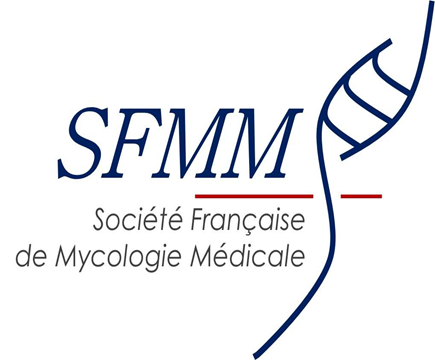 SFMM
Société Française
de Mycologie Médicale